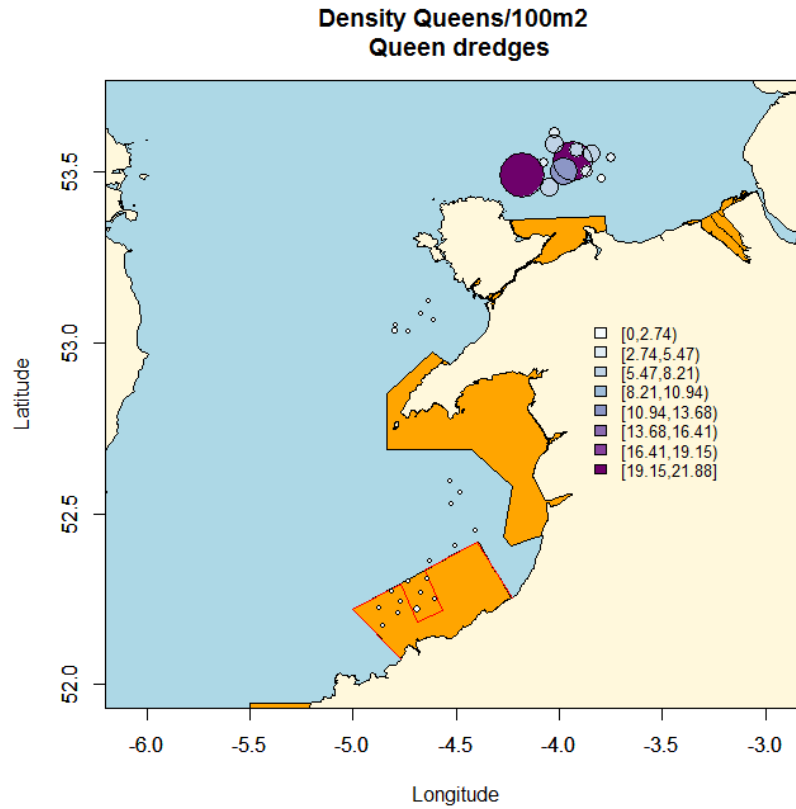 Density Queens/100m2
Queen dredges
Latitude
53.5
53.0
52.5
52.0
[0,2.74)
[2.74,5.47)
[5.47,8.21)
[8.21,10.94)
[10.94,13.68)
[13.68,16.41)
[16.41,19.15)
[19.15,21.88]
-6.0 -5.5 -5.0 -4.5 -4.0 -3.5 -3.0
Longitude